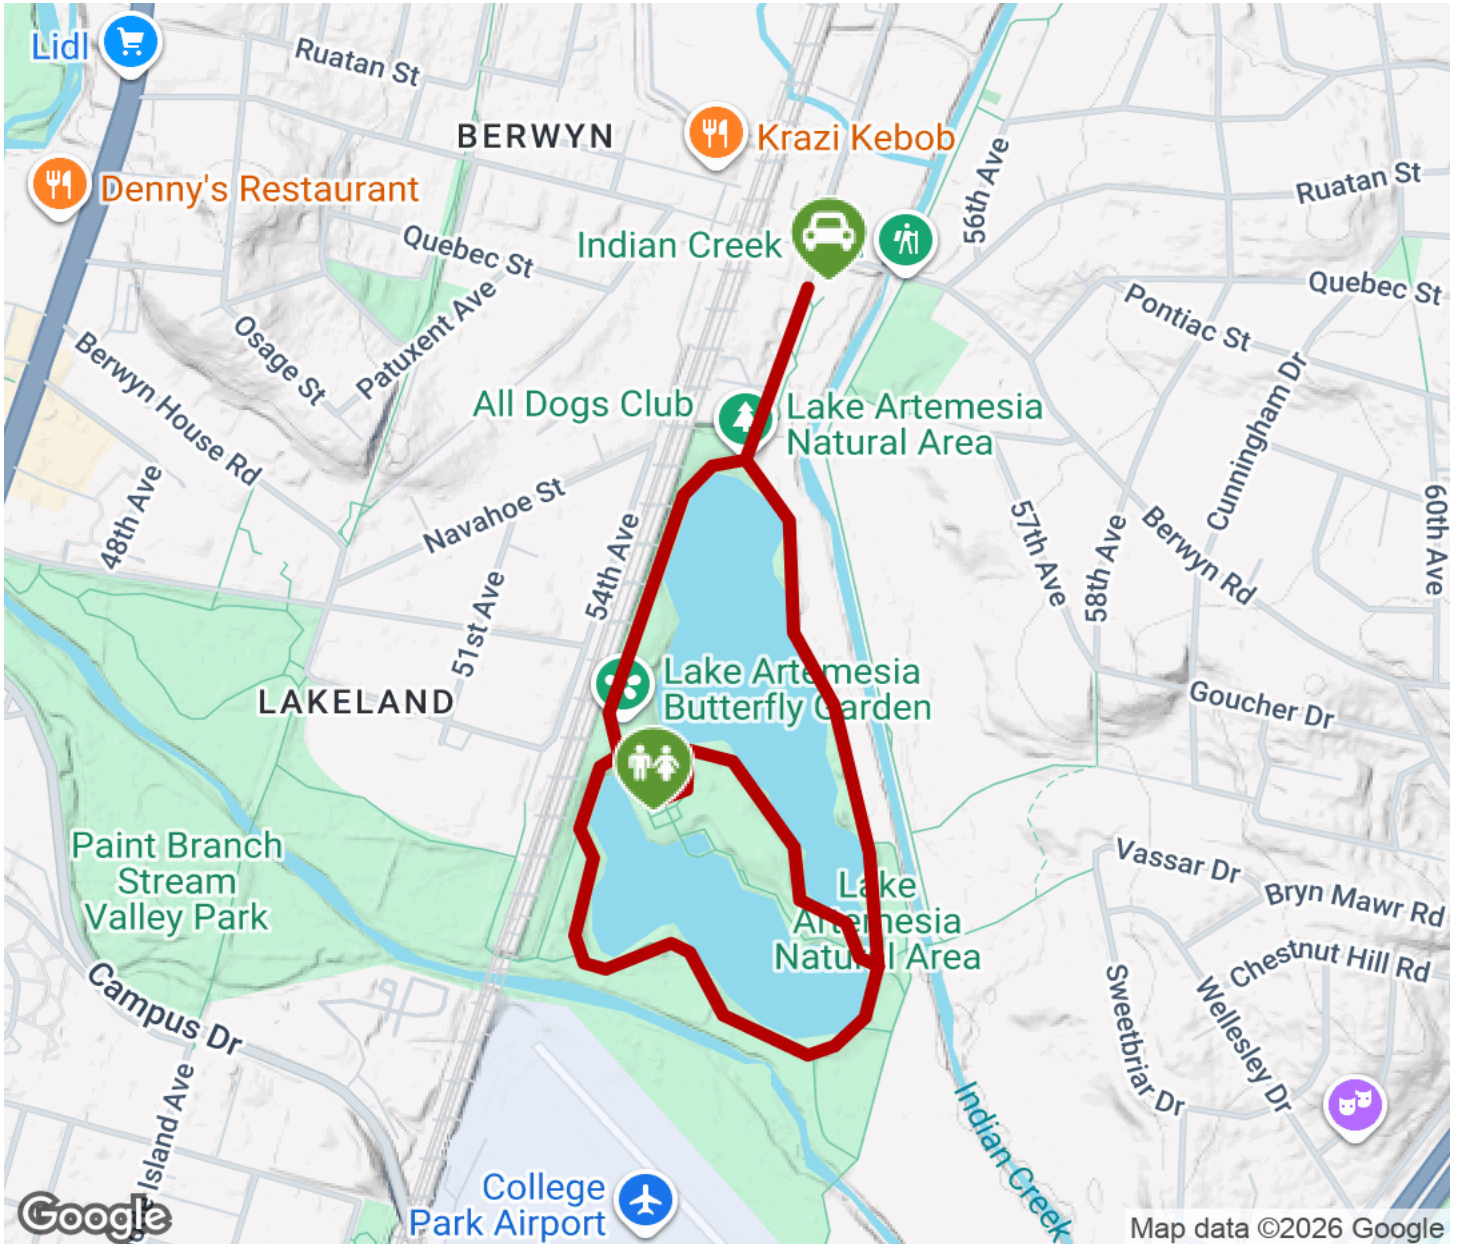 Lidl
Ruatan St
BERWYN
Krazi Kebob
Denny's Restaurant
56th Ave
Ruatan St
Quebec St
Indian Creek
Quebec St
Patuxent Ave
Pontiac St
Osage St
Berwyn House Rd
Cunningham Dr
All Dogs Club
Lake Artemesia
Natural Area
48th Ave
Navahoe St
54th Ave
57th Ave
58th Ave
Berwyn Rd
60th Ave
51st Ave
LAKELAND
Lake Artemesia
Butterfly Garden
Goucher Dr
Paint Branch
Stream
Valley Park
Lake
Artemesia
Natural Area
Vassar Dr
Bryn Mawr Rd
Chestnut Hill Rd
Campus Dr
Sweetbriar Dr
Wellesley Dr
Indian Creek
Island Ave
College
Park Airport
Google
Map data ©2026 Google